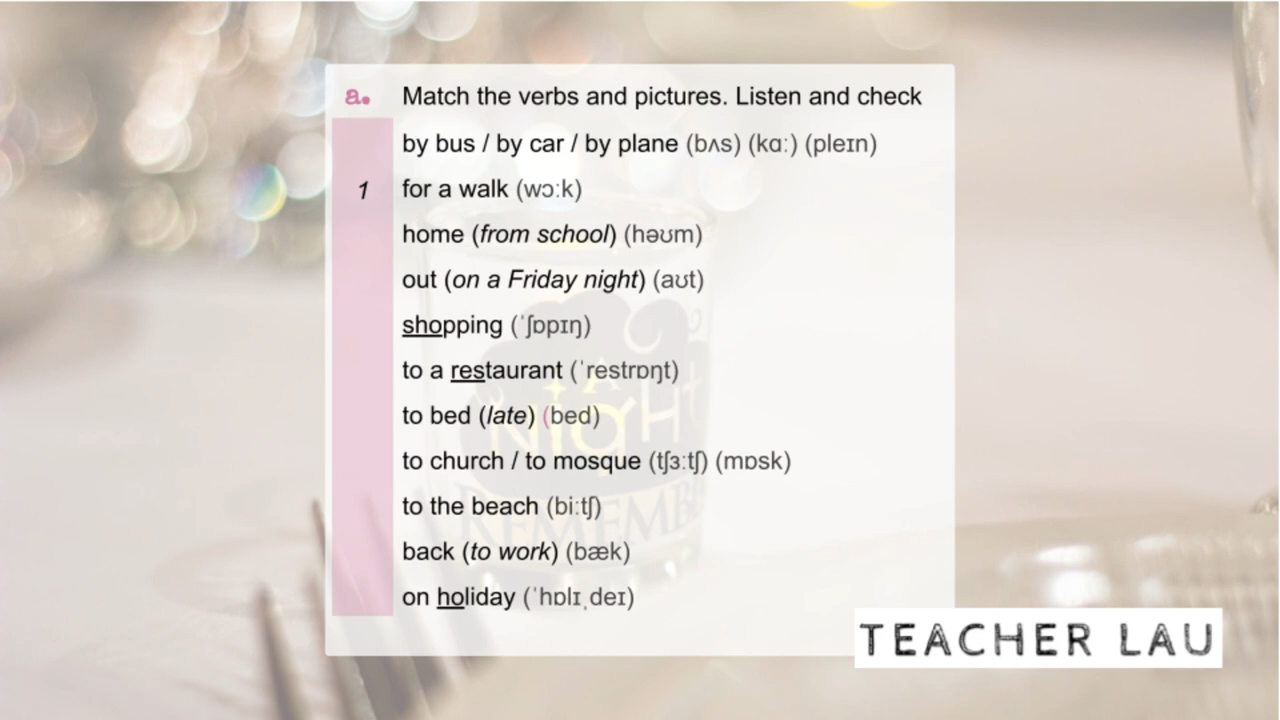 a. Match the verbs and pictures. Listen and check
by bus / by car / by plane (bʌs) (kɑː) (pleɪn)
1 for a walk (wɔːk)
home (from school) (həʊm)
out (on a Friday night) (aʊt)
shopping (ˈʃɒpɪŋ)
to a restaurant (ˈrestrɒŋt)
to bed (late) (bed)
to church / to mosque (tʃɜːtʃ) (mɒsk)
to the beach (biːtʃ)
back (to work) (bæk)
on holiday (ˈhɒlɪˌdeɪ)
A
NIGHT
REMEMB
TEACHER LAU